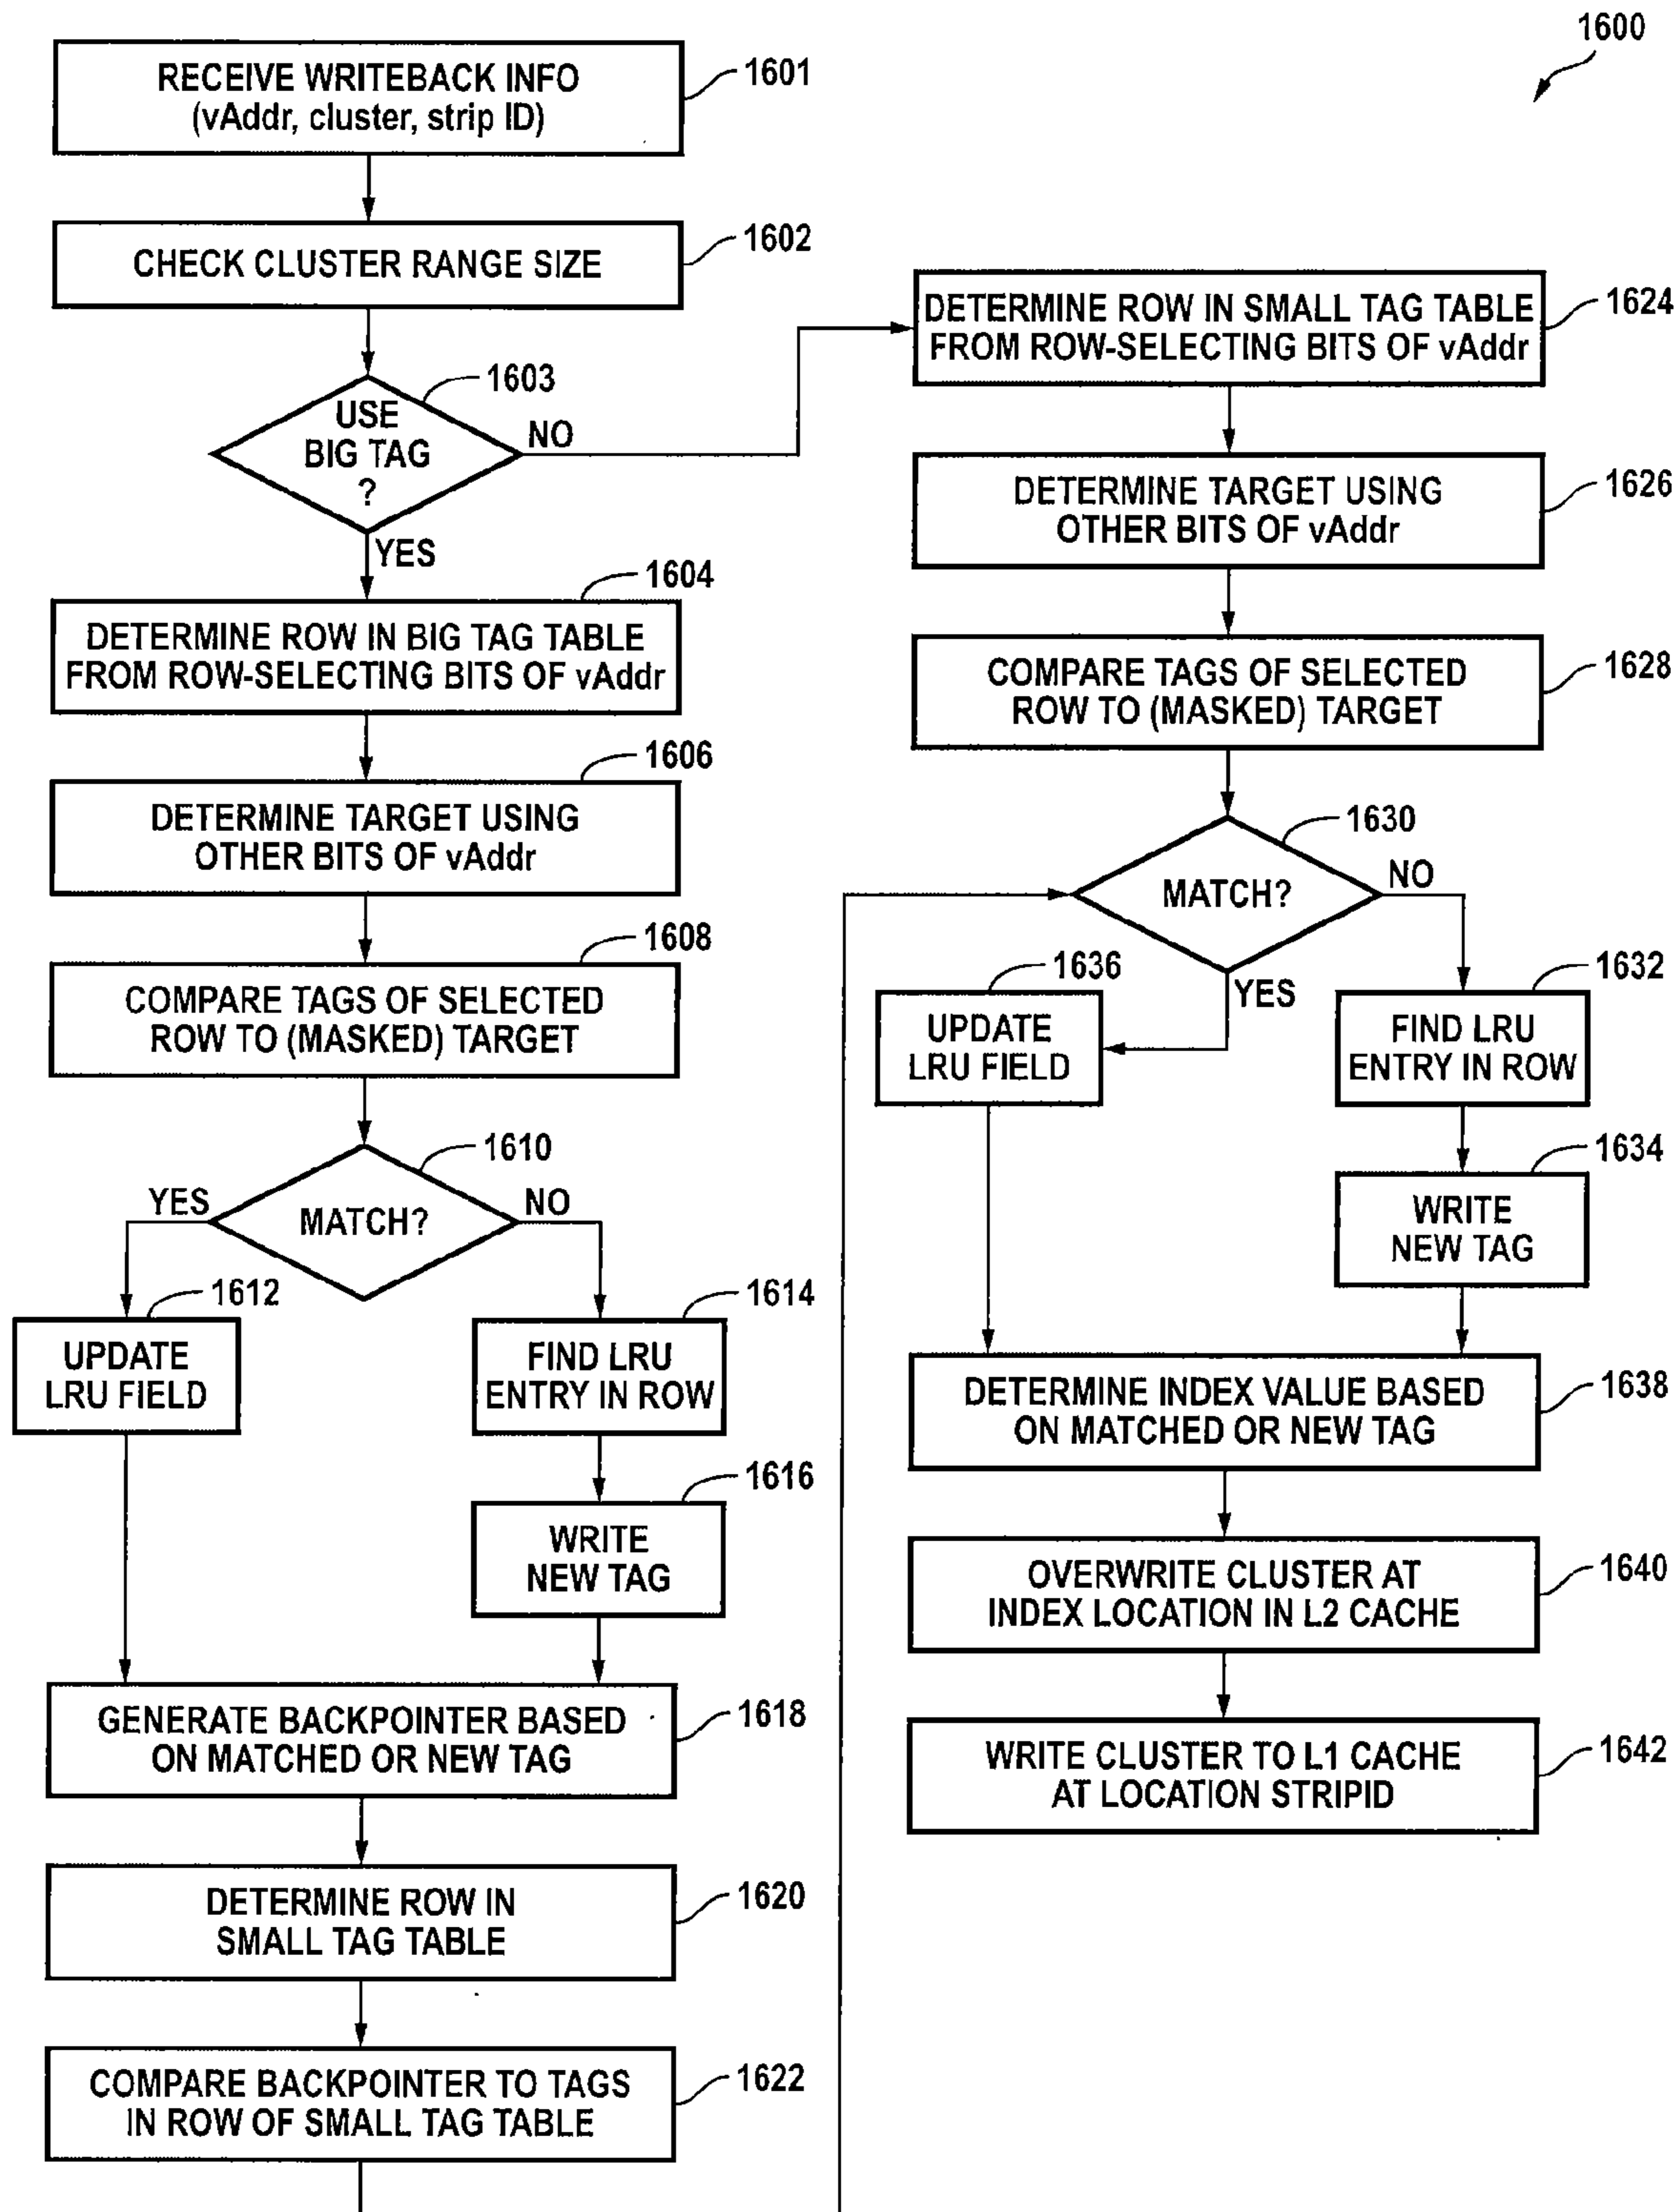 1600
RECEIVE WRITEBACK INFO
(vAddr, cluster, strip ID)
1601
CHECK CLUSTER RANGE SIZE
1602
USE
BIG TAG
?
1603
NO
YES
DETERMINE ROW IN BIG TAG TABLE
FROM ROW-SELECTING BITS OF vAddr
1604
DETERMINE TARGET USING
OTHER BITS OF vAddr
1606
COMPARE TAGS OF SELECTED
ROW TO (MASKED) TARGET
1608
MATCH?
1610
YES
NO
UPDATE
LRU FIELD
1612
FIND LRU
ENTRY IN ROW
1614
WRITE
NEW TAG
1616
GENERATE BACKPOINTER BASED
ON MATCHED OR NEW TAG
1618
DETERMINE ROW IN
SMALL TAG TABLE
1620
COMPARE BACKPOINTER TO TAGS
IN ROW OF SMALL TAG TABLE
1622
DETERMINE ROW IN SMALL TAG TABLE
FROM ROW-SELECTING BITS OF vAddr
1624
DETERMINE TARGET USING
OTHER BITS OF vAddr
1626
COMPARE TAGS OF SELECTED
ROW TO (MASKED) TARGET
1628
MATCH?
1630
NO
YES
UPDATE
LRU FIELD
1636
FIND LRU
ENTRY IN ROW
1632
WRITE
NEW TAG
1634
DETERMINE INDEX VALUE BASED
ON MATCHED OR NEW TAG
1638
OVERWRITE CLUSTER AT
INDEX LOCATION IN L2 CACHE
1640
WRITE CLUSTER TO L1 CACHE
AT LOCATION STRIPID
1642